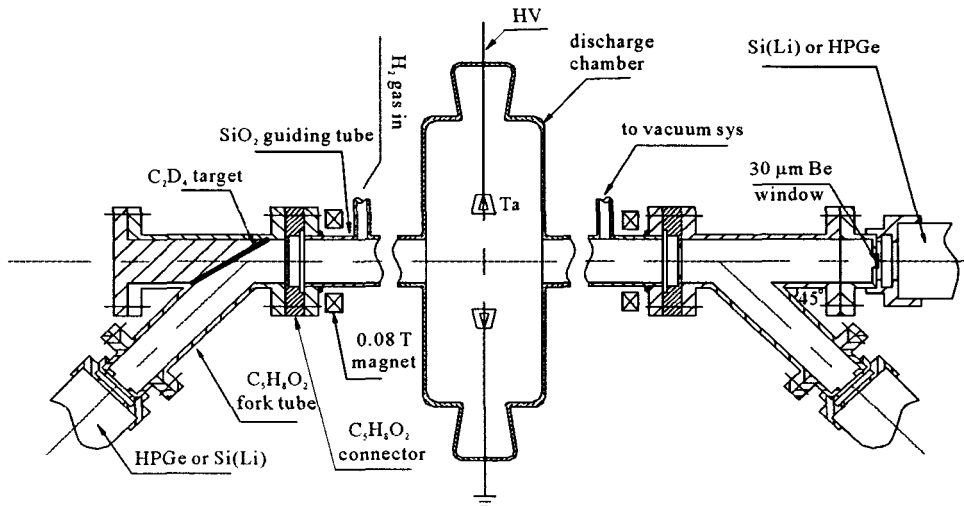 HV
discharge
chamber
Si(Li) or HPGe
H₂ gas in
SiO₂ guiding tube
to vacuum sys
C₂D₄ target
30 μm Be
window
Ta
45°
0.08 T
magnet
C₅H₈O₂
fork tube
C₅H₈O₂
connector
HPGe or Si(Li)